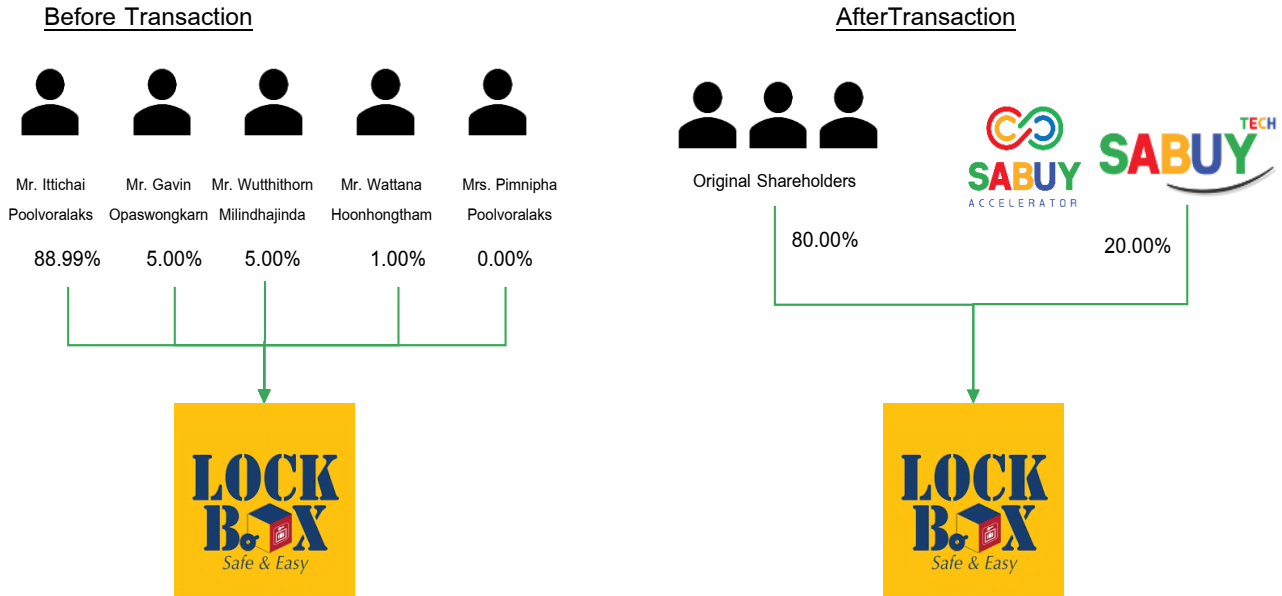 Before Transaction
Mr. Ittichai
Poolvoralaks
88.99%
Mr. Gavin
Opaswongkarn
5.00%
Mr. Wutthithorn
Milindhajinda
5.00%
Mr. Wattana
Hoonhongtham
1.00%
Mrs. Pimnipha
Poolvoralaks
0.00%
LOCK
BOX
Safe & Easy
AfterTransaction
Original Shareholders
80.00%
SABUY
ACCELERATOR
SABUY TECH
20.00%
LOCK
BOX
Safe & Easy